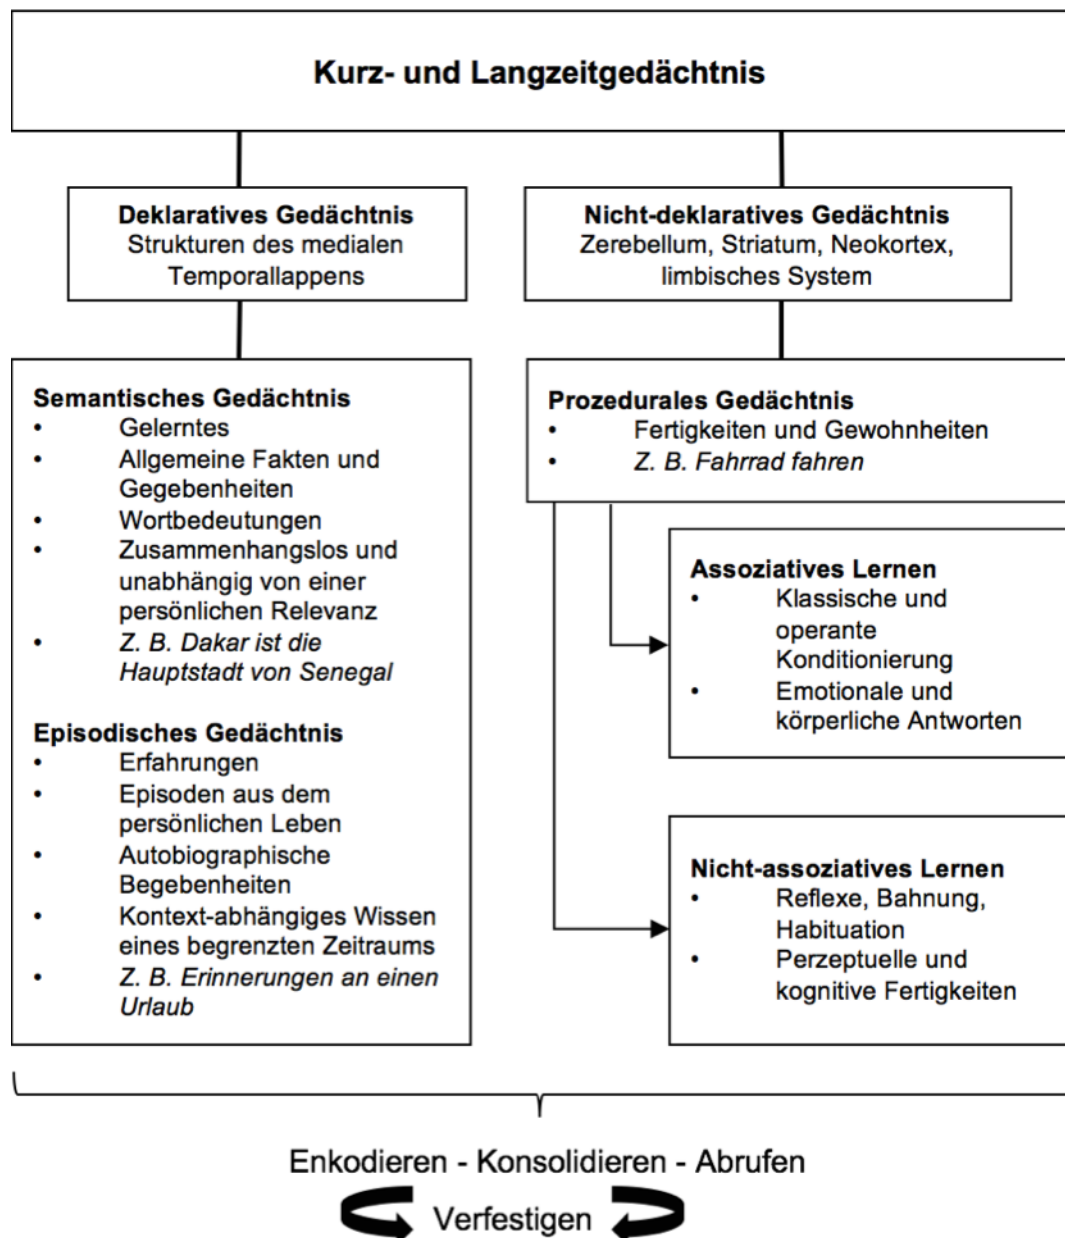 Kurz- und Langzeitgedächtnis
Deklaratives Gedächtnis
Strukturen des medialen
Temporallappens
Nicht-deklaratives Gedächtnis
Zerebellum, Striatum, Neokortex,
limbisches System
Semantisches Gedächtnis
• Gelerntes
• Allgemeine Fakten und
Gegebenheiten
• Wortbedeutungen
• Zusammenhangslos und
unabhängig von einer
persönlichen Relevanz
• Z. B. Dakar ist die
Hauptstadt von Senegal
Episodisches Gedächtnis
• Erfahrungen
• Episoden aus dem
persönlichen Leben
• Autobiographische
Begebenheiten
• Kontext-abhängiges Wissen
eines begrenzten Zeitraums
• Z. B. Erinnerungen an einen
Urlaub
Prozedurales Gedächtnis
• Fertigkeiten und Gewohnheiten
• Z. B. Fahrrad fahren
Assoziatives Lernen
• Klassische und
operante
Konditionierung
• Emotionale und
körperliche Antworten
Nicht-assoziatives Lernen
• Reflexe, Bahnung,
Habituation
• Perzeptuelle und
kognitive Fertigkeiten
Enkodieren - Konsolidieren - Abrufen
Verfestigen